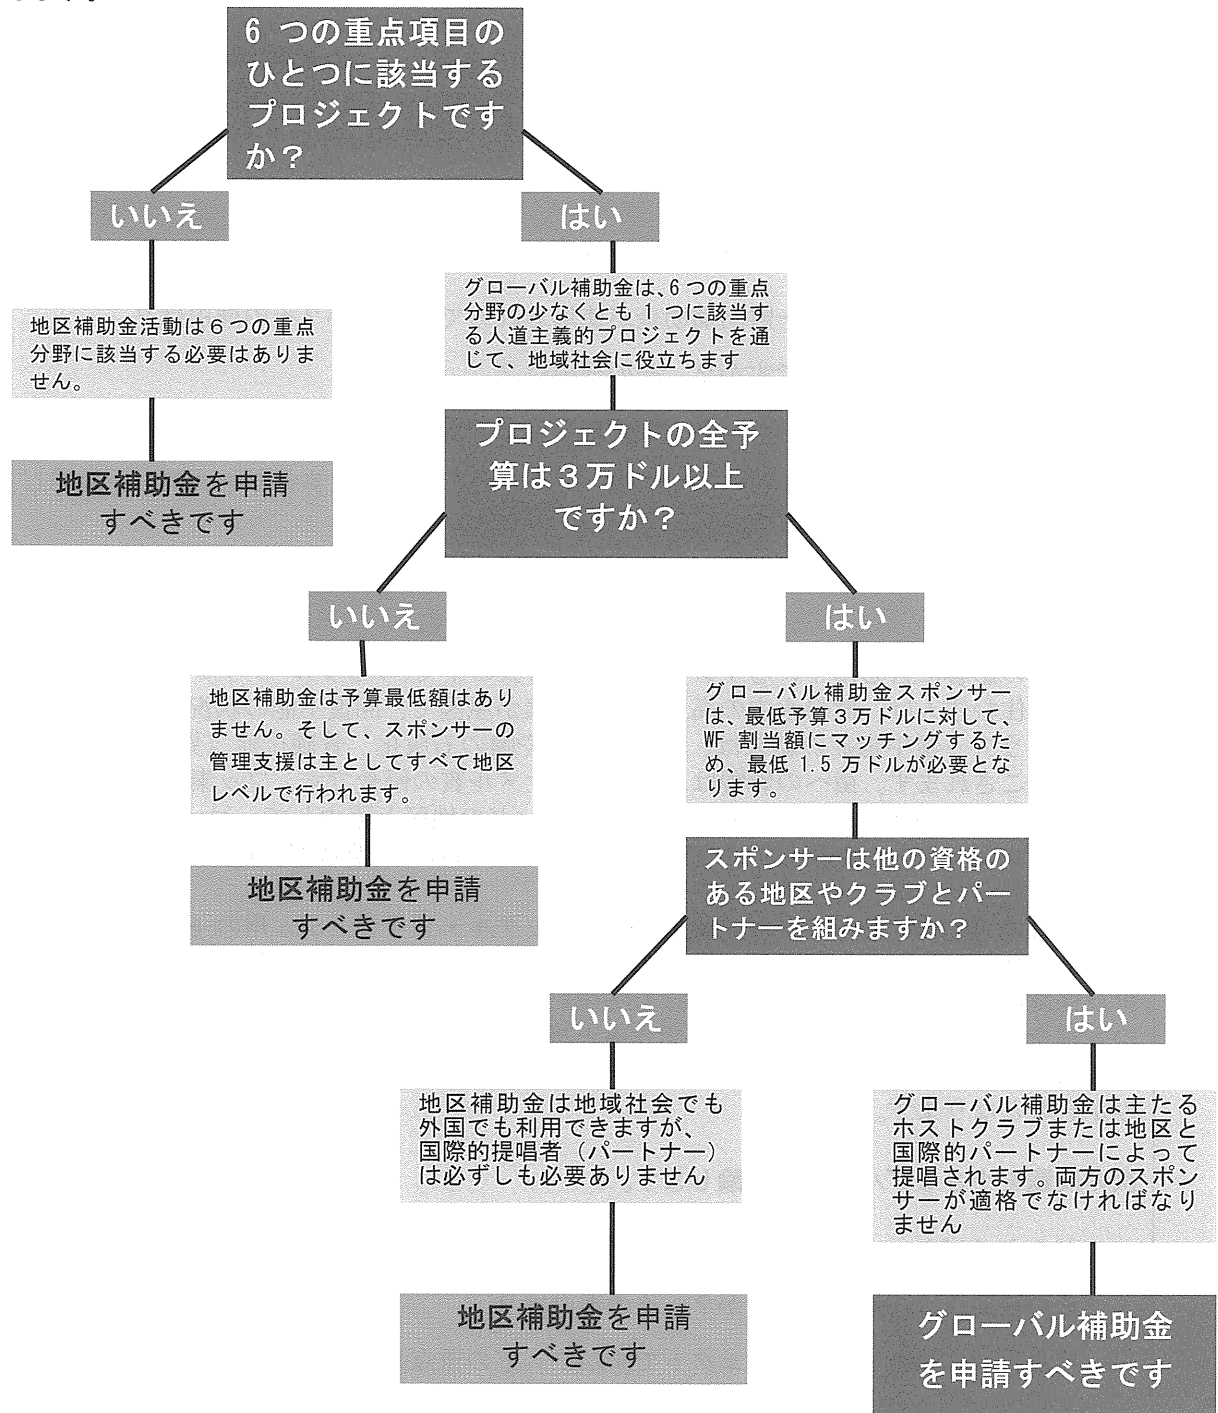 6 つの重点項目の
ひとつに該当する
プロジェクトです
か？
いいえ
はい
地区補助金活動は６つの重点
分野に該当する必要はありま
せん。
グローバル補助金は、6 つの重点
分野の少なくとも 1 つに該当す
る人道主義的プロジェクトを通
じて、地域社会に役立ちます
地区補助金を申請
すべきです
プロジェクトの全予
算は３万ドル以上
ですか？
いいえ
はい
地区補助金は予算最低額はあり
ません。そして、スポンサーの
管理支援は主としてすべて地区
レベルで行われます。
グローバル補助金スポンサー
は、最低予算３万ドルに対して、
WF 割当額にマッチングするた
め、最低 1.5 万ドルが必要とな
ります。
地区補助金を申請
すべきです
スポンサーは他の資格の
ある地区やクラブとパー
トナーを組みますか？
いいえ
はい
地区補助金は地域社会でも
外国でも利用できますが、
国際的提唱者（パートナー）
は必ずしも必要ありません
グローバル補助金は主たる
ホストクラブまたは地区と
国際的パートナーによって
提唱されます。両方のスポン
サーが適格でなければなり
ません
地区補助金を申請
すべきです
グローバル補助金
を申請すべきです